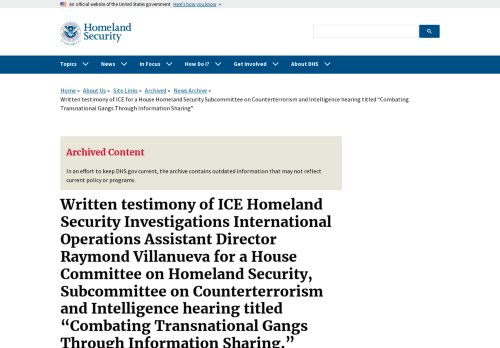 An official website of the United States government Here's how you know
Homeland
Security
Topics News In Focus How Do I? Get Involved About DHS
Home » About Us » Site Links » Archived » News Archive »
Written testimony of ICE for a House Homeland Security Subcommittee on Counterterrorism and Intelligence hearing titled “Combating
Transnational Gangs Through Information Sharing”
Archived Content
In an effort to keep DHS.gov current, the archive contains outdated information that may not reflect
current policy or programs.
Written testimony of ICE Homeland
Security Investigations International
Operations Assistant Director
Raymond Villanueva for a House
Committee on Homeland Security,
Subcommittee on Counterterrorism
and Intelligence hearing titled
“Combating Transnational Gangs
Through Information Sharing.”